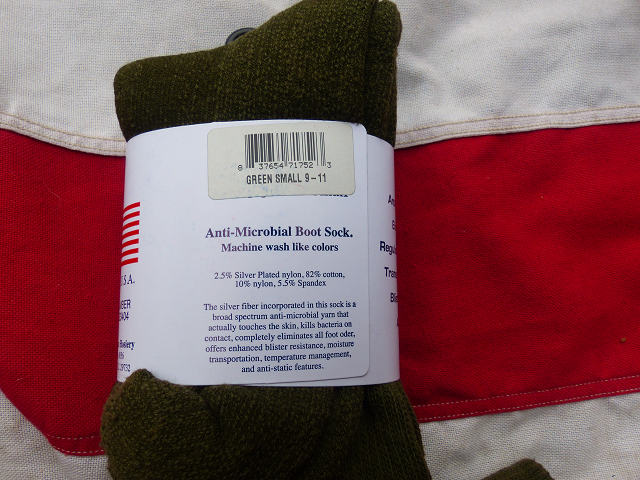 8 37654 71752 3
GREEN SMALL 9-11
Anti-Microbial Boot Sock.
Machine wash like colors
2.5% Silver Plated nylon, 82% cotton,
10% nylon, 5.5% Spandex
The silver fiber incorporated in this sock is a
broad spectrum anti-microbial yarn that
actually touches the skin, kills bacteria on
contact, completely eliminates all foot oder,
offers enhanced blister resistance, moisture
transportation, temperature management,
and anti-static features.
S.A.
Hosiery
29732